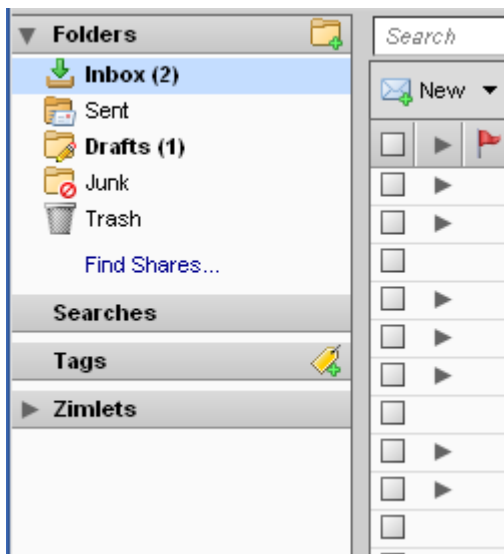 Folders
Inbox (2)
Sent
Drafts (1)
Junk
Trash
Find Shares...
Searches
Tags
Zimlets
Search
New